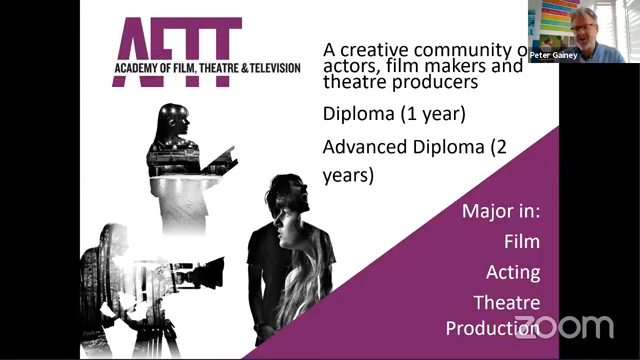 AFTT
ACADEMY OF FILM, THEATRE & TELEVISION
A creative community o
actors, film makers and
theatre producers
Diploma (1 year)
Advanced Diploma (2
years)
Major in:
Film
Acting
Theatre
Production
Peter Gainey
zoom